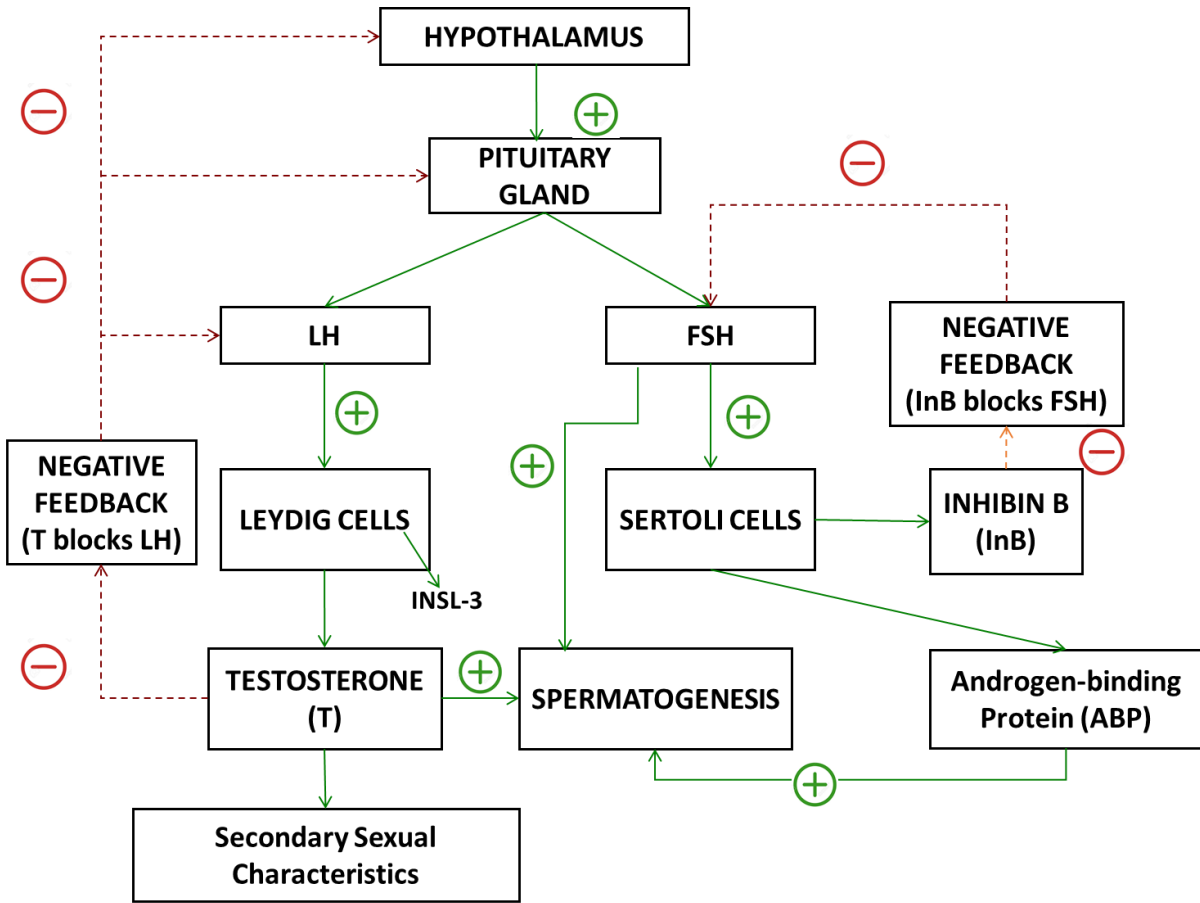 HYPOTHALAMUS
PITUITARY
GLAND
LH
FSH
NEGATIVE
FEEDBACK
(InB blocks FSH)
NEGATIVE
FEEDBACK
(T blocks LH)
LEYDIG CELLS
SERTOLI CELLS
INHIBIN B
(InB)
INSL-3
TESTOSTERONE
(T)
SPERMATOGENESIS
Androgen-binding
Protein (ABP)
Secondary Sexual
Characteristics